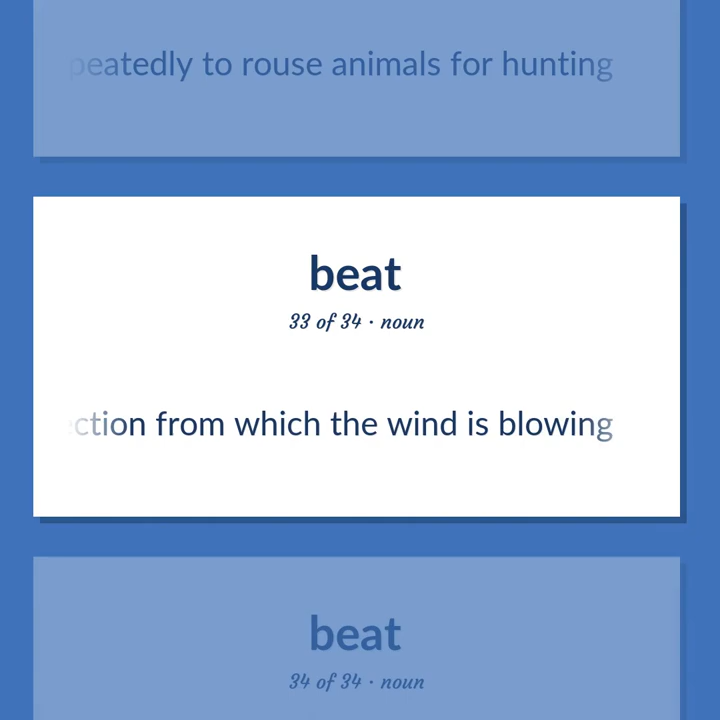 peatedly to rouse animals for hunting
beat
33 of 34 · noun
ction from which the wind is blowing
beat
34 of 34 · noun